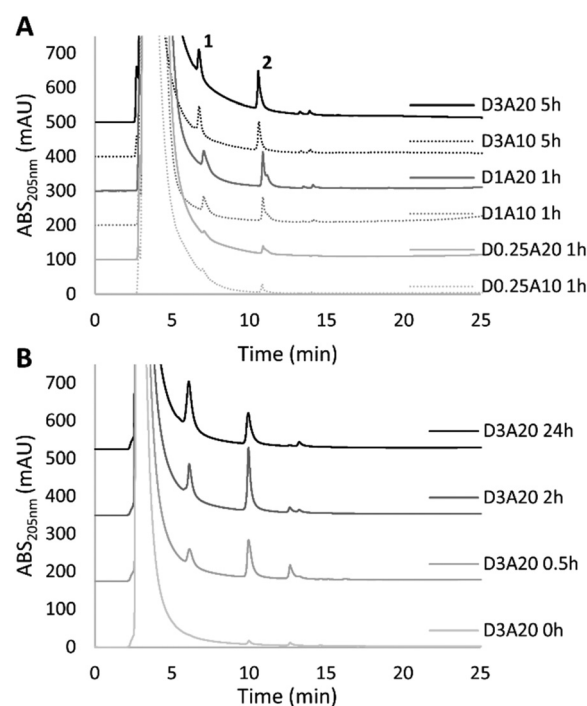 A
1
2
700
600
500
400
300
200
100
0
ABS205nm (mAU)
D3A20 5h
D3A10 5h
D1A20 1h
D1A10 1h
D0.25A20 1h
D0.25A10 1h
0 5 10 15 20 25
Time (min)
B
700
600
500
400
300
200
100
0
ABS205nm (mAU)
D3A20 24h
D3A20 2h
D3A20 0.5h
D3A20 0h
0 5 10 15 20 25
Time (min)